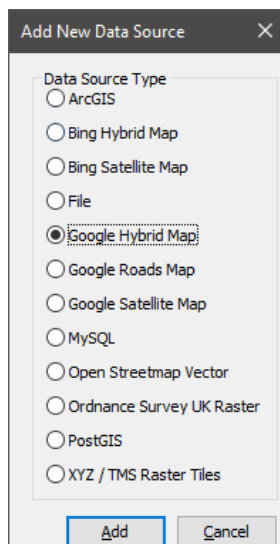 Add New Data Source
Data Source Type
ArcGIS
Bing Hybrid Map
Bing Satellite Map
File
Google Hybrid Map
Google Roads Map
Google Satellite Map
MySQL
Open Streetmap Vector
Ordnance Survey UK Raster
PostGIS
XYZ / TMS Raster Tiles
Add Cancel